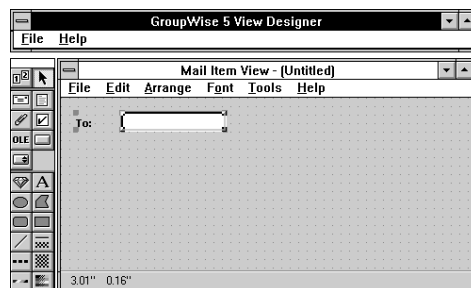 GroupWise 5 View Designer
File Help
Mail Item View - (Untitled)
File Edit Arrange Font Tools Help
To:
OLE
A
3.01" 0.16"